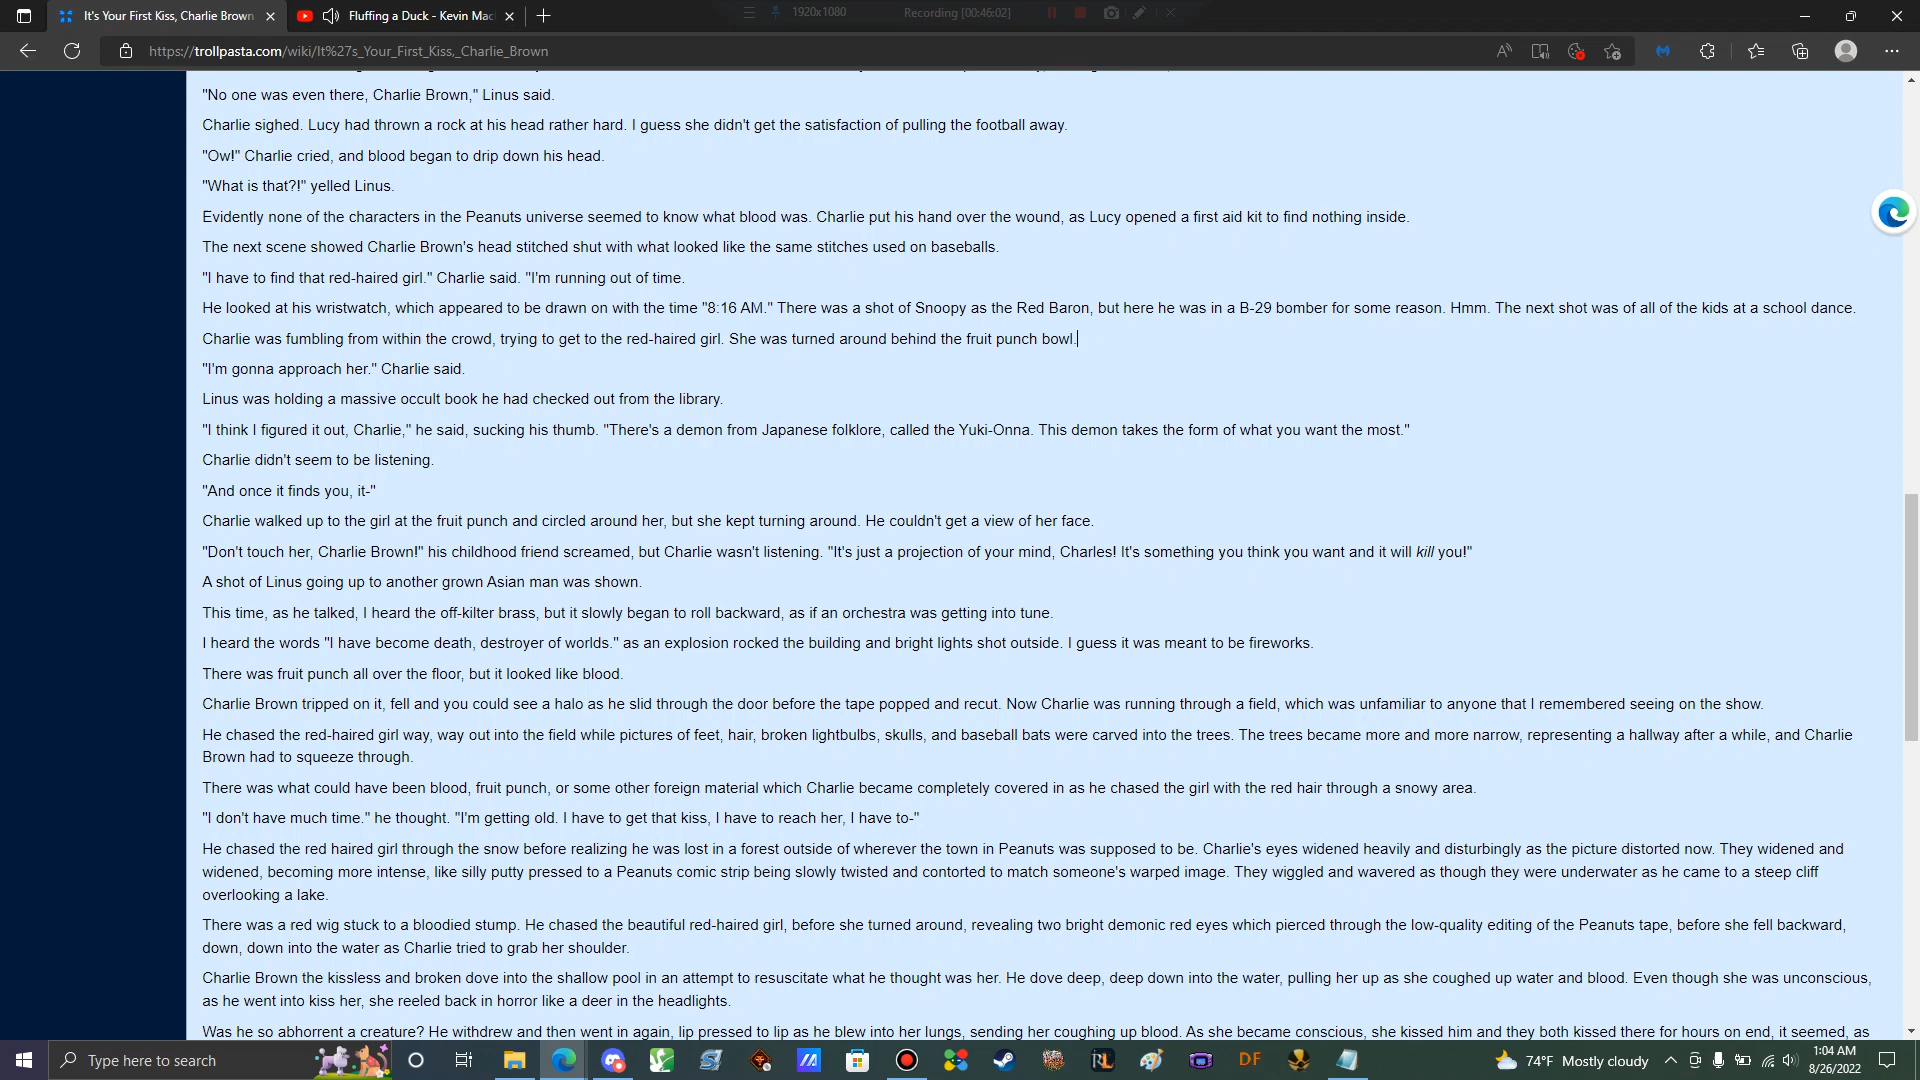 It's Your First Kiss, Charlie Brown
Fluffing a Duck - Kevin Mac
1920x1080
Recording [00:46:02]
https://trollpasta.com/wiki/It%27s_Your_First_Kiss,_Charlie_Brown
"No one was even there, Charlie Brown," Linus said.
Charlie sighed. Lucy had thrown a rock at his head rather hard. I guess she didn't get the satisfaction of pulling the football away.
"Ow!" Charlie cried, and blood began to drip down his head.
"What is that?!" yelled Linus.
Evidently none of the characters in the Peanuts universe seemed to know what blood was. Charlie put his hand over the wound, as Lucy opened a first aid kit to find nothing inside.
The next scene showed Charlie Brown's head stitched shut with what looked like the same stitches used on baseballs.
"I have to find that red-haired girl." Charlie said. "I'm running out of time.
He looked at his wristwatch, which appeared to be drawn on with the time "8:16 AM." There was a shot of Snoopy as the Red Baron, but here he was in a B-29 bomber for some reason. Hmm. The next shot was of all of the kids at a school dance.
Charlie was fumbling from within the crowd, trying to get to the red-haired girl. She was turned around behind the fruit punch bowl.
"I'm gonna approach her." Charlie said.
Linus was holding a massive occult book he had checked out from the library.
"I think I figured it out, Charlie," he said, sucking his thumb. "There's a demon from Japanese folklore, called the Yuki-Onna. This demon takes the form of what you want the most."
Charlie didn't seem to be listening.
"And once it finds you, it-"
Charlie walked up to the girl at the fruit punch and circled around her, but she kept turning around. He couldn't get a view of her face.
"Don't touch her, Charlie Brown!" his childhood friend screamed, but Charlie wasn't listening. "It's just a projection of your mind, Charles! It's something you think you want and it will kill you!"
A shot of Linus going up to another grown Asian man was shown.
This time, as he talked, I heard the off-kilter brass, but it slowly began to roll backward, as if an orchestra was getting into tune.
I heard the words "I have become death, destroyer of worlds." as an explosion rocked the building and bright lights shot outside. I guess it was meant to be fireworks.
There was fruit punch all over the floor, but it looked like blood.
Charlie Brown tripped on it, fell and you could see a halo as he slid through the door before the tape popped and recut. Now Charlie was running through a field, which was unfamiliar to anyone that I remembered seeing on the show.
He chased the red-haired girl way, way out into the field while pictures of feet, hair, broken lightbulbs, skulls, and baseball bats were carved into the trees. The trees became more and more narrow, representing a hallway after a while, and Charlie
Brown had to squeeze through.
There was what could have been blood, fruit punch, or some other foreign material which Charlie became completely covered in as he chased the girl with the red hair through a snowy area.
"I don't have much time." he thought. "I'm getting old. I have to get that kiss, I have to reach her, I have to-"
He chased the red haired girl through the snow before realizing he was lost in a forest outside of wherever the town in Peanuts was supposed to be. Charlie's eyes widened heavily and disturbingly as the picture distorted now. They widened and
widened, becoming more intense, like silly putty pressed to a Peanuts comic strip being slowly twisted and contorted to match someone's warped image. They wiggled and wavered as though they were underwater as he came to a steep cliff
overlooking a lake.
There was a red wig stuck to a bloodied stump. He chased the beautiful red-haired girl, before she turned around, revealing two bright demonic red eyes which pierced through the low-quality editing of the Peanuts tape, before she fell backward,
down, down into the water as Charlie tried to grab her shoulder.
Charlie Brown the kissless and broken dove into the shallow pool in an attempt to resuscitate what he thought was her. He dove deep, deep down into the water, pulling her up as she coughed up water and blood. Even though she was unconscious,
as he went into kiss her, she reeled back in horror like a deer in the headlights.
Was he so abhorrent a creature? He withdrew and then went in again, lip pressed to lip as he blew into her lungs, sending her coughing up blood. As she became conscious, she kissed him and they both kissed there for hours on end, it seemed, as
Type here to search
DF
74°F Mostly cloudy
1:04 AM
8/26/2022